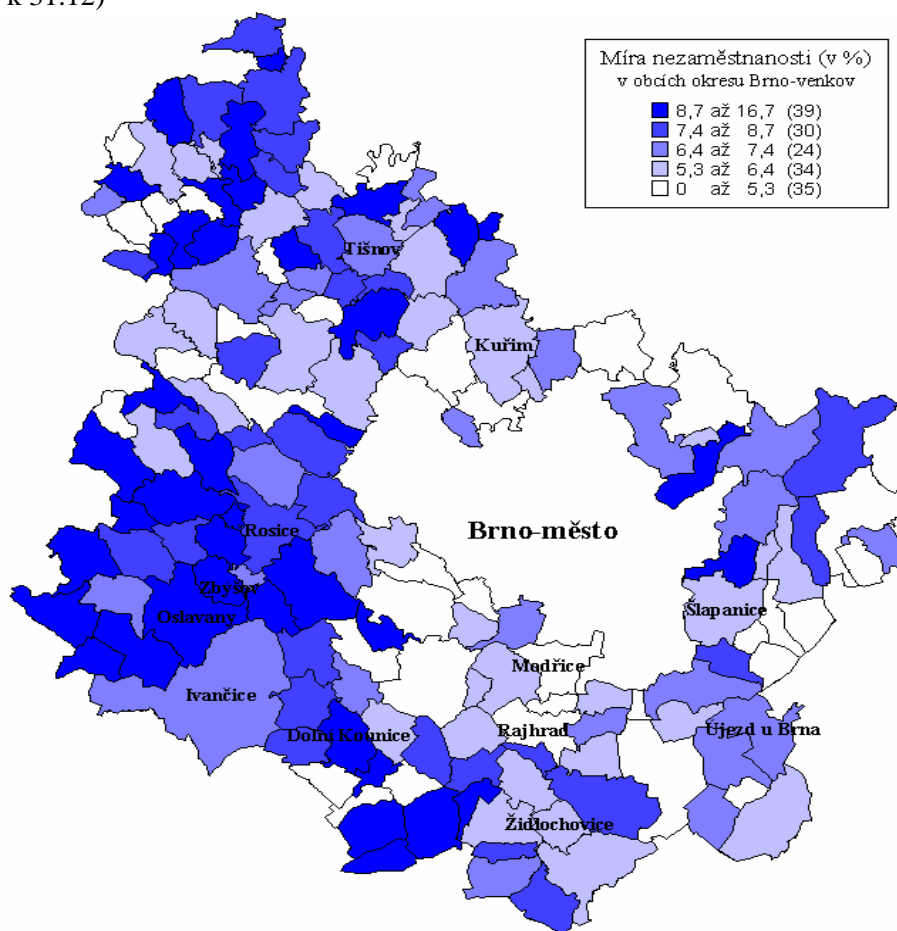 k 31.12)
Míra nezaměstnanosti (v %)
v obcích okresu Brno-venkov
8,7 až 16,7 (39)
7,4 až 8,7 (30)
6,4 až 7,4 (24)
5,3 až 6,4 (34)
0 až 5,3 (35)
Tišnov
Kuřim
Brno-město
Rosice
Zbýšov
Oslavany
Šlapanice
Modřice
Ivančice
Rajhrad
Újezd u Brna
Dolní Kounice
Židlochovice